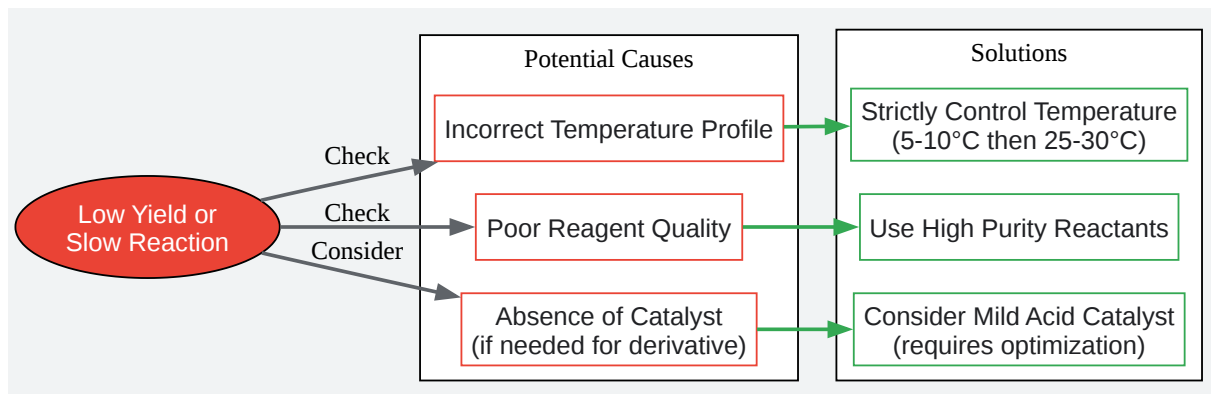 Low Yield or
Slow Reaction
Check
Check
Consider
Potential Causes
Incorrect Temperature Profile
Poor Reagent Quality
Absence of Catalyst
(if needed for derivative)
Solutions
Strictly Control Temperature
(5-10°C then 25-30°C)
Use High Purity Reactants
Consider Mild Acid Catalyst
(requires optimization)